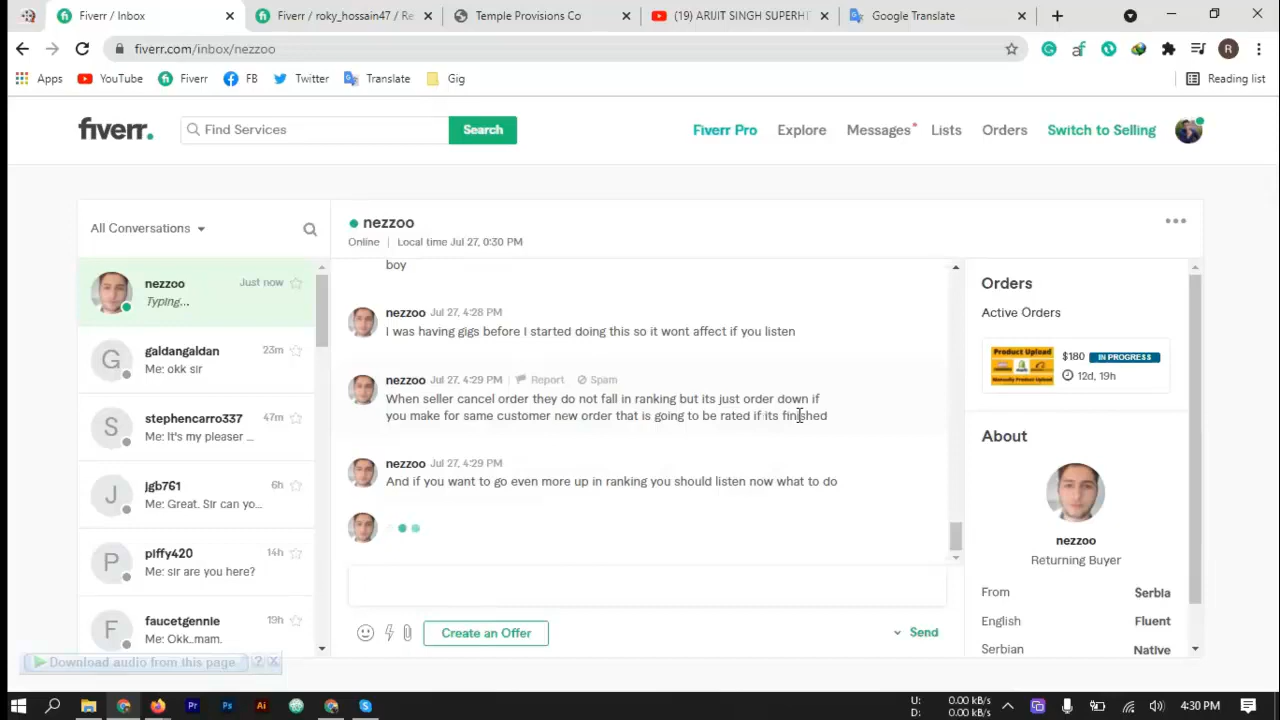 Fiverr / Inbox
Fiverr / roky_hossain47 / Re
Temple Provisions Co
(19) ARIJIT SINGH SUPERHIT
Google Translate
fiverr.com/inbox/nezzoo
R
Apps
YouTube
Fiverr
FB
Twitter
Translate
Gig
Reading list
fiverr.
Find Services
Search
Fiverr Pro
Explore
Messages
Lists
Orders
Switch to Selling
All Conversations
nezzoo
Just now
Typing...
G
galdangaldan
23m
Me: okk sir
S
stephencarro337
47m
Me: It's my pleaser ...
J
jgb761
6h
Me: Great. Sir can yo...
P
piffy420
14h
Me: sir are you here?
F
faucetgennie
19h
Me: Okk..mam.
nezzoo
Online | Local time Jul 27, 0:30 PM
boy
nezzoo Jul 27, 4:28 PM
I was having gigs before I started doing this so it wont affect if you listen
nezzoo Jul 27, 4:29 PM | Report Spam
When seller cancel order they do not fall in ranking but its just order down if
you make for same customer new order that is going to be rated if its finished
nezzoo Jul 27, 4:29 PM
And if you want to go even more up in ranking you should listen now what to do
Create an Offer
Send
Orders
Active Orders
Product Upload
$180 IN PROGRESS
12d, 19h
About
nezzoo
Returning Buyer
From Serbia
English Fluent
Serbian Native
Download audio from this page ? X
Pr
Ps
Ai
U: 0.00 kB/s
D: 0.00 kB/s
4:30 PM